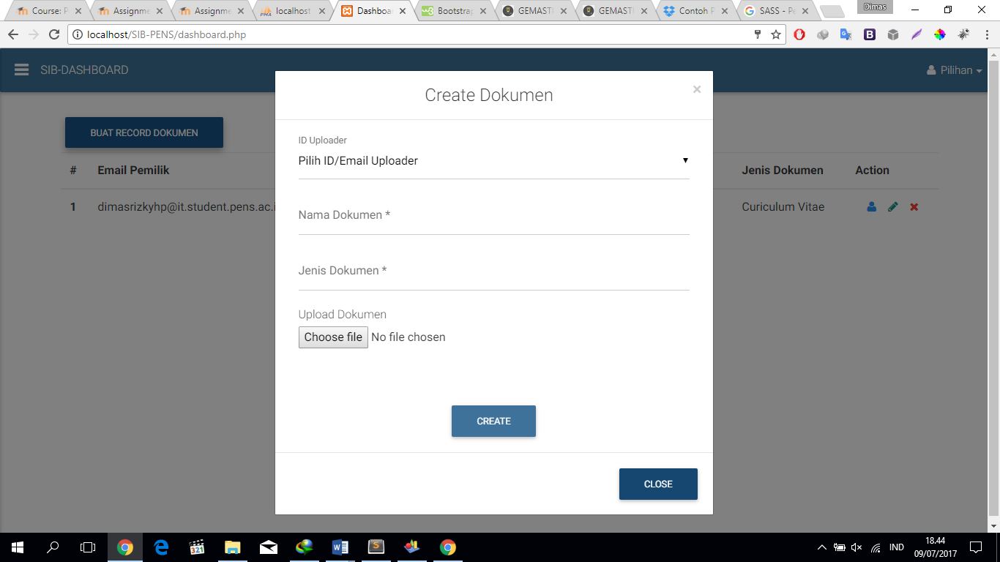 Course: P
Assignme
Assignme
localhost
Dashboa
Bootstrap
GEMASTI
GEMASTI
Contoh P
SASS - Pe
Dimas
localhost/SIB-PENS/dashboard.php
SIB-DASHBOARD
Pilihan
Create Dokumen
×
BUAT RECORD DOKUMEN
ID Uploader
Pilih ID/Email Uploader
# Email Pemilik Jenis Dokumen Action
1 dimasrizkyhp@it.student.pens.ac.i Curiculum Vitae
Nama Dokumen *
Jenis Dokumen *
Upload Dokumen
Choose file No file chosen
CREATE
CLOSE
IND
18.44
09/07/2017